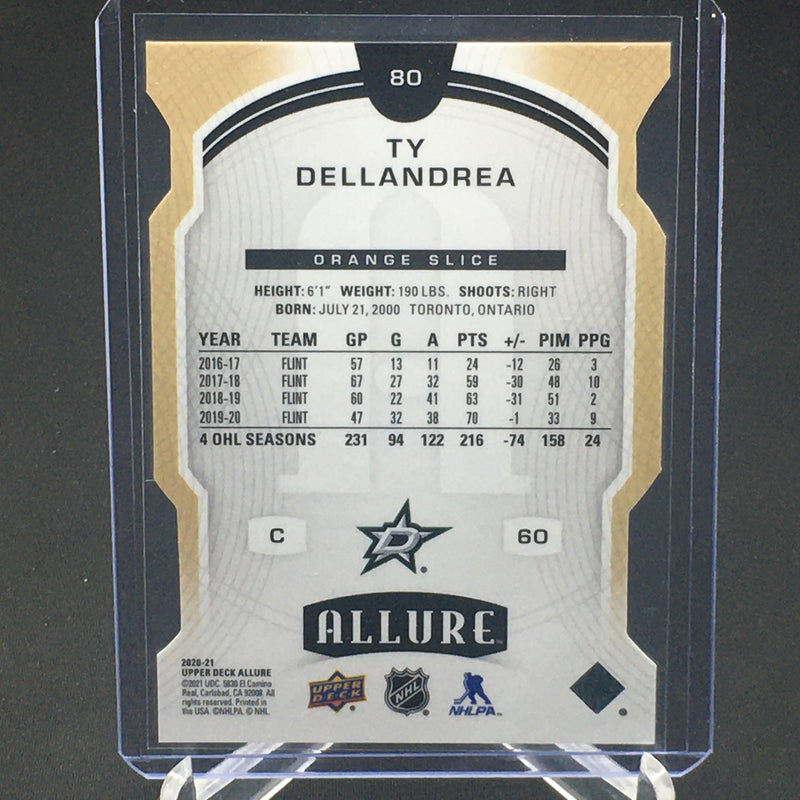 80
TY
DELLANDREA
ORANGE SLICE
HEIGHT: 6'1" WEIGHT: 190 LBS. SHOOTS: RIGHT
BORN: JULY 21, 2000 TORONTO, ONTARIO
YEAR TEAM GP G A PTS +/- PIM PPG
2016-17 FLINT 57 13 11 24 -12 26 3
2017-18 FLINT 67 27 32 59 -30 48 10
2018-19 FLINT 60 22 41 63 -31 51 2
2019-20 FLINT 47 32 38 70 -1 33 9
4 OHL SEASONS 231 94 122 216 -74 158 24
C
D
60
ALLURE™
2020-21
UPPER DECK ALLURE
©2021 UDC. 5830 El Camino
Real, Carlsbad, CA 92008. All
rights reserved. Printed in
the USA. ©NHLPA. © NHL.
UPPER
DECK
NHL
NHLPA™